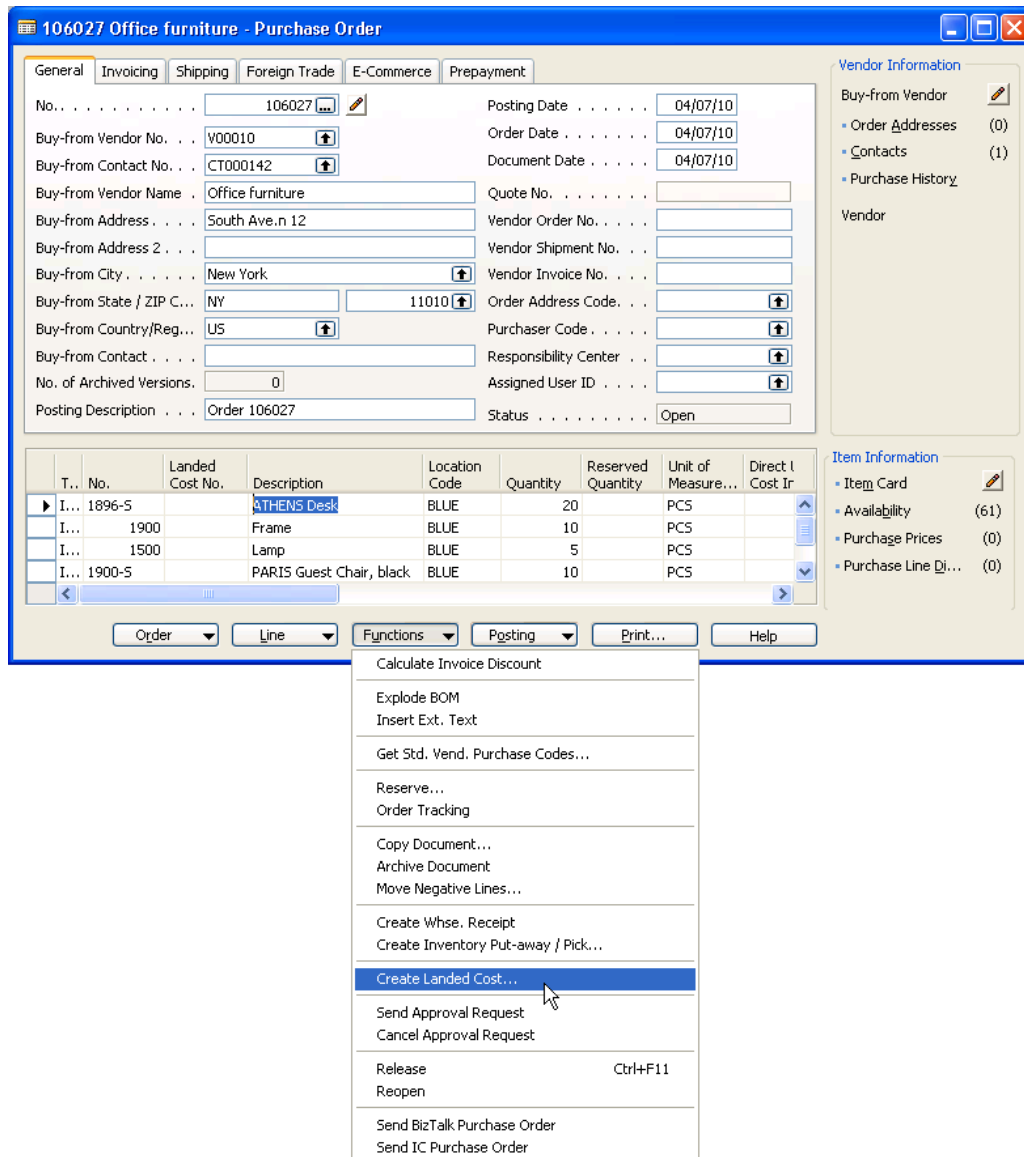 106027 Office furniture - Purchase Order
General Invoicing Shipping Foreign Trade E-Commerce Prepayment
No.. . . . . . . . . . . 106027 ...
Buy-from Vendor No. . . V00010
Buy-from Contact No. . . CT000142
Buy-from Vendor Name . Office furniture
Buy-from Address . . . . South Ave.n 12
Buy-from Address 2 . . .
Buy-from City . . . . . . New York
Buy-from State / ZIP C... NY 11010
Buy-from Country/Reg... US
Buy-from Contact . . . .
No. of Archived Versions. 0
Posting Description . . . Order 106027
Posting Date . . . . . . 04/07/10
Order Date . . . . . . . 04/07/10
Document Date . . . . . 04/07/10
Quote No. . . . . . . . .
Vendor Order No. . . . .
Vendor Shipment No. . .
Vendor Invoice No. . . .
Order Address Code. . .
Purchaser Code . . . . .
Responsibility Center . .
Assigned User ID . . . .
Status . . . . . . . . . Open
Vendor Information
Buy-from Vendor
Order Addresses (0)
Contacts (1)
Purchase History
Vendor
T.. No. Landed Cost No. Description Location Code Quantity Reserved Quantity Unit of Measure... Direct U Cost Ir
I... 1896-S ATHENS Desk BLUE 20 PCS
I... 1900 Frame BLUE 10 PCS
I... 1500 Lamp BLUE 5 PCS
I... 1900-S PARIS Guest Chair, black BLUE 10 PCS
Item Information
Item Card
Availability (61)
Purchase Prices (0)
Purchase Line Di... (0)
Order Line Functions Posting Print... Help
Calculate Invoice Discount
Explode BOM
Insert Ext. Text
Get Std. Vend. Purchase Codes...
Reserve...
Order Tracking
Copy Document...
Archive Document
Move Negative Lines...
Create Whse. Receipt
Create Inventory Put-away / Pick...
Create Landed Cost...
Send Approval Request
Cancel Approval Request
Release Ctrl+F11
Reopen
Send BizTalk Purchase Order
Send IC Purchase Order